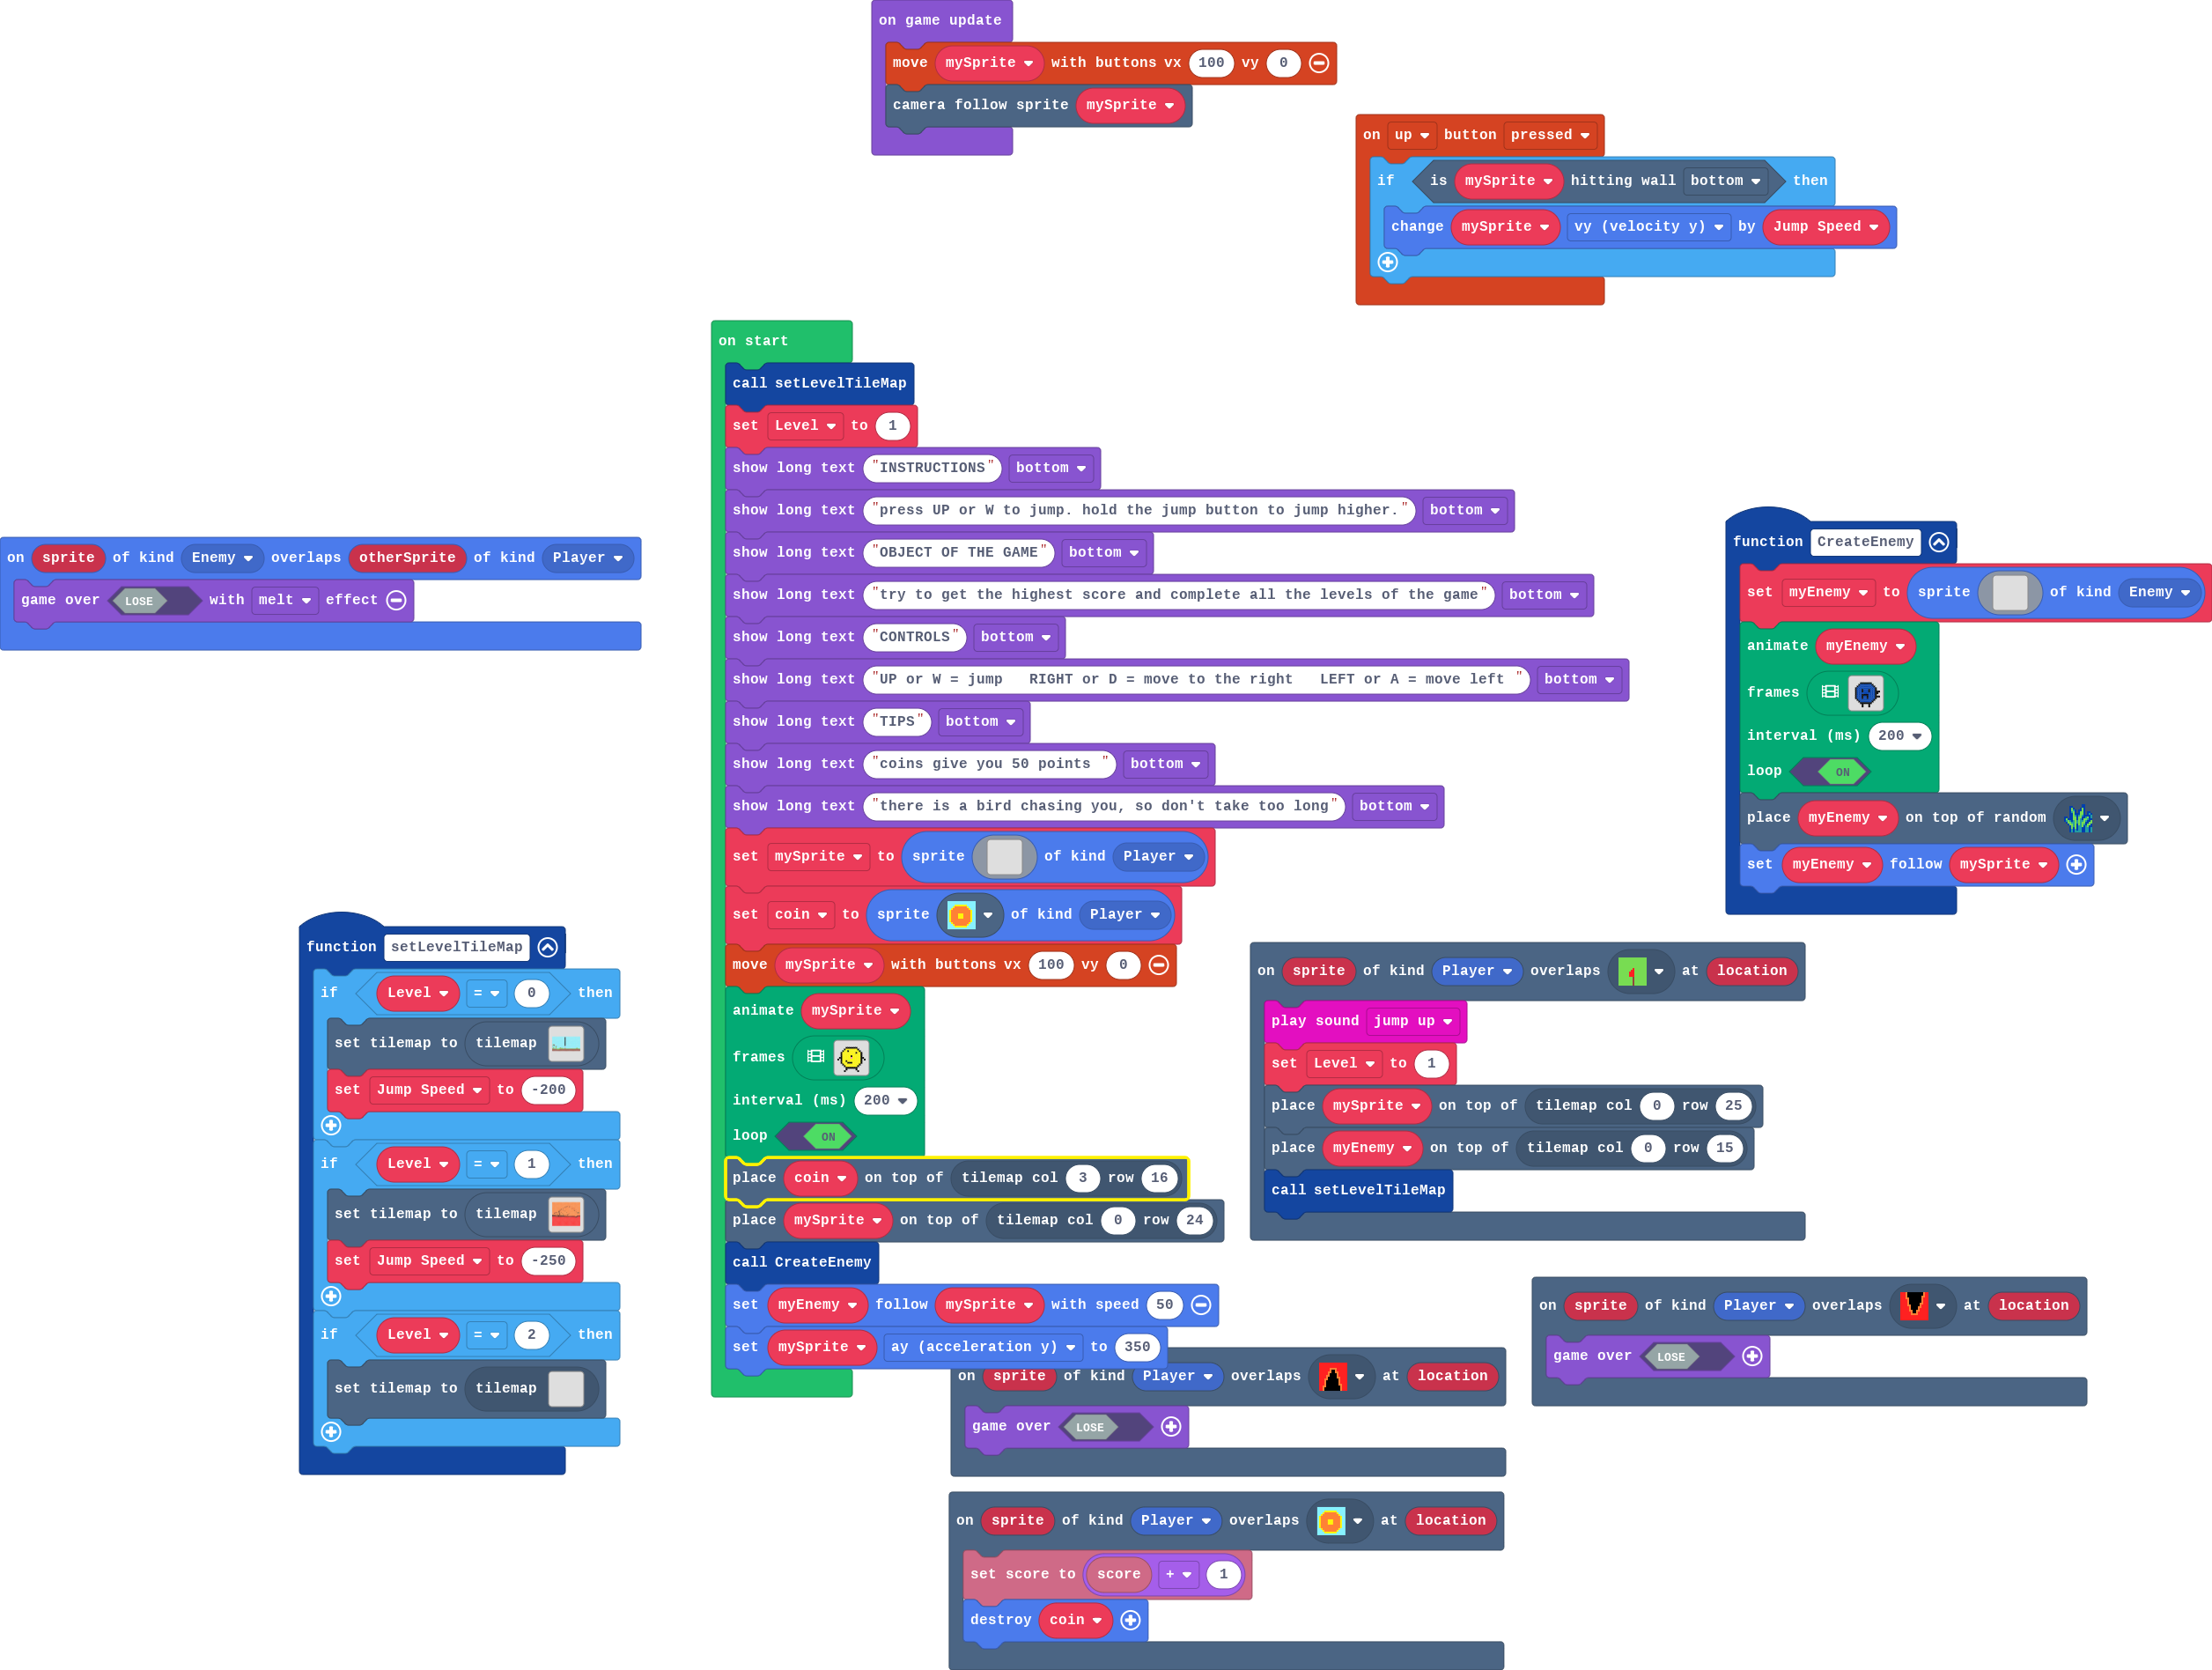 on game update
move mySprite with buttons vx 100 vy 0
camera follow sprite mySprite
on up button pressed
if is mySprite hitting wall bottom then
change mySprite vy (velocity y) by Jump Speed
on start
call setLevelTileMap
set Level to 1
show long text "INSTRUCTIONS" bottom
show long text "press UP or W to jump. hold the jump button to jump higher." bottom
show long text "OBJECT OF THE GAME" bottom
show long text "try to get the highest score and complete all the levels of the game" bottom
show long text "CONTROLS" bottom
show long text "UP or W = jump   RIGHT or D = move to the right   LEFT or A = move left " bottom
show long text "TIPS" bottom
show long text "coins give you 50 points " bottom
show long text "there is a bird chasing you, so don't take too long" bottom
set mySprite to sprite of kind Player
set coin to sprite of kind Player
move mySprite with buttons vx 100 vy 0
animate mySprite
frames
interval (ms) 200
loop ON
place coin on top of tilemap col 3 row 16
place mySprite on top of tilemap col 0 row 24
call CreateEnemy
set myEnemy follow mySprite with speed 50
set mySprite ay (acceleration y) to 350
on sprite of kind Enemy overlaps otherSprite of kind Player
game over LOSE with melt effect
function CreateEnemy
set myEnemy to sprite of kind Enemy
animate myEnemy
frames
interval (ms) 200
loop ON
place myEnemy on top of random
set myEnemy follow mySprite
function setLevelTileMap
if Level = 0 then
set tilemap to tilemap
set Jump Speed to -200
if Level = 1 then
set tilemap to tilemap
set Jump Speed to -250
if Level = 2 then
set tilemap to tilemap
on sprite of kind Player overlaps at location
play sound jump up
set Level to 1
place mySprite on top of tilemap col 0 row 25
place myEnemy on top of tilemap col 0 row 15
call setLevelTileMap
on sprite of kind Player overlaps at location
game over LOSE
on sprite of kind Player overlaps at location
game over LOSE
on sprite of kind Player overlaps at location
set score to score + 1
destroy coin